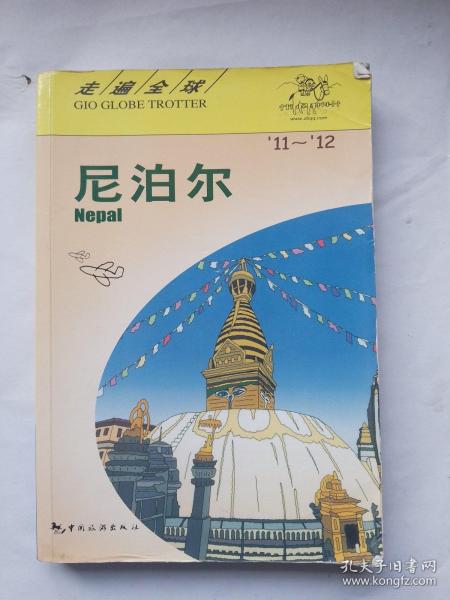 走遍全球
GIO GLOBE TROTTER
'11～'12
尼泊尔
Nepal
中国旅游出版社
孔夫子旧书网
www.kongfz.com